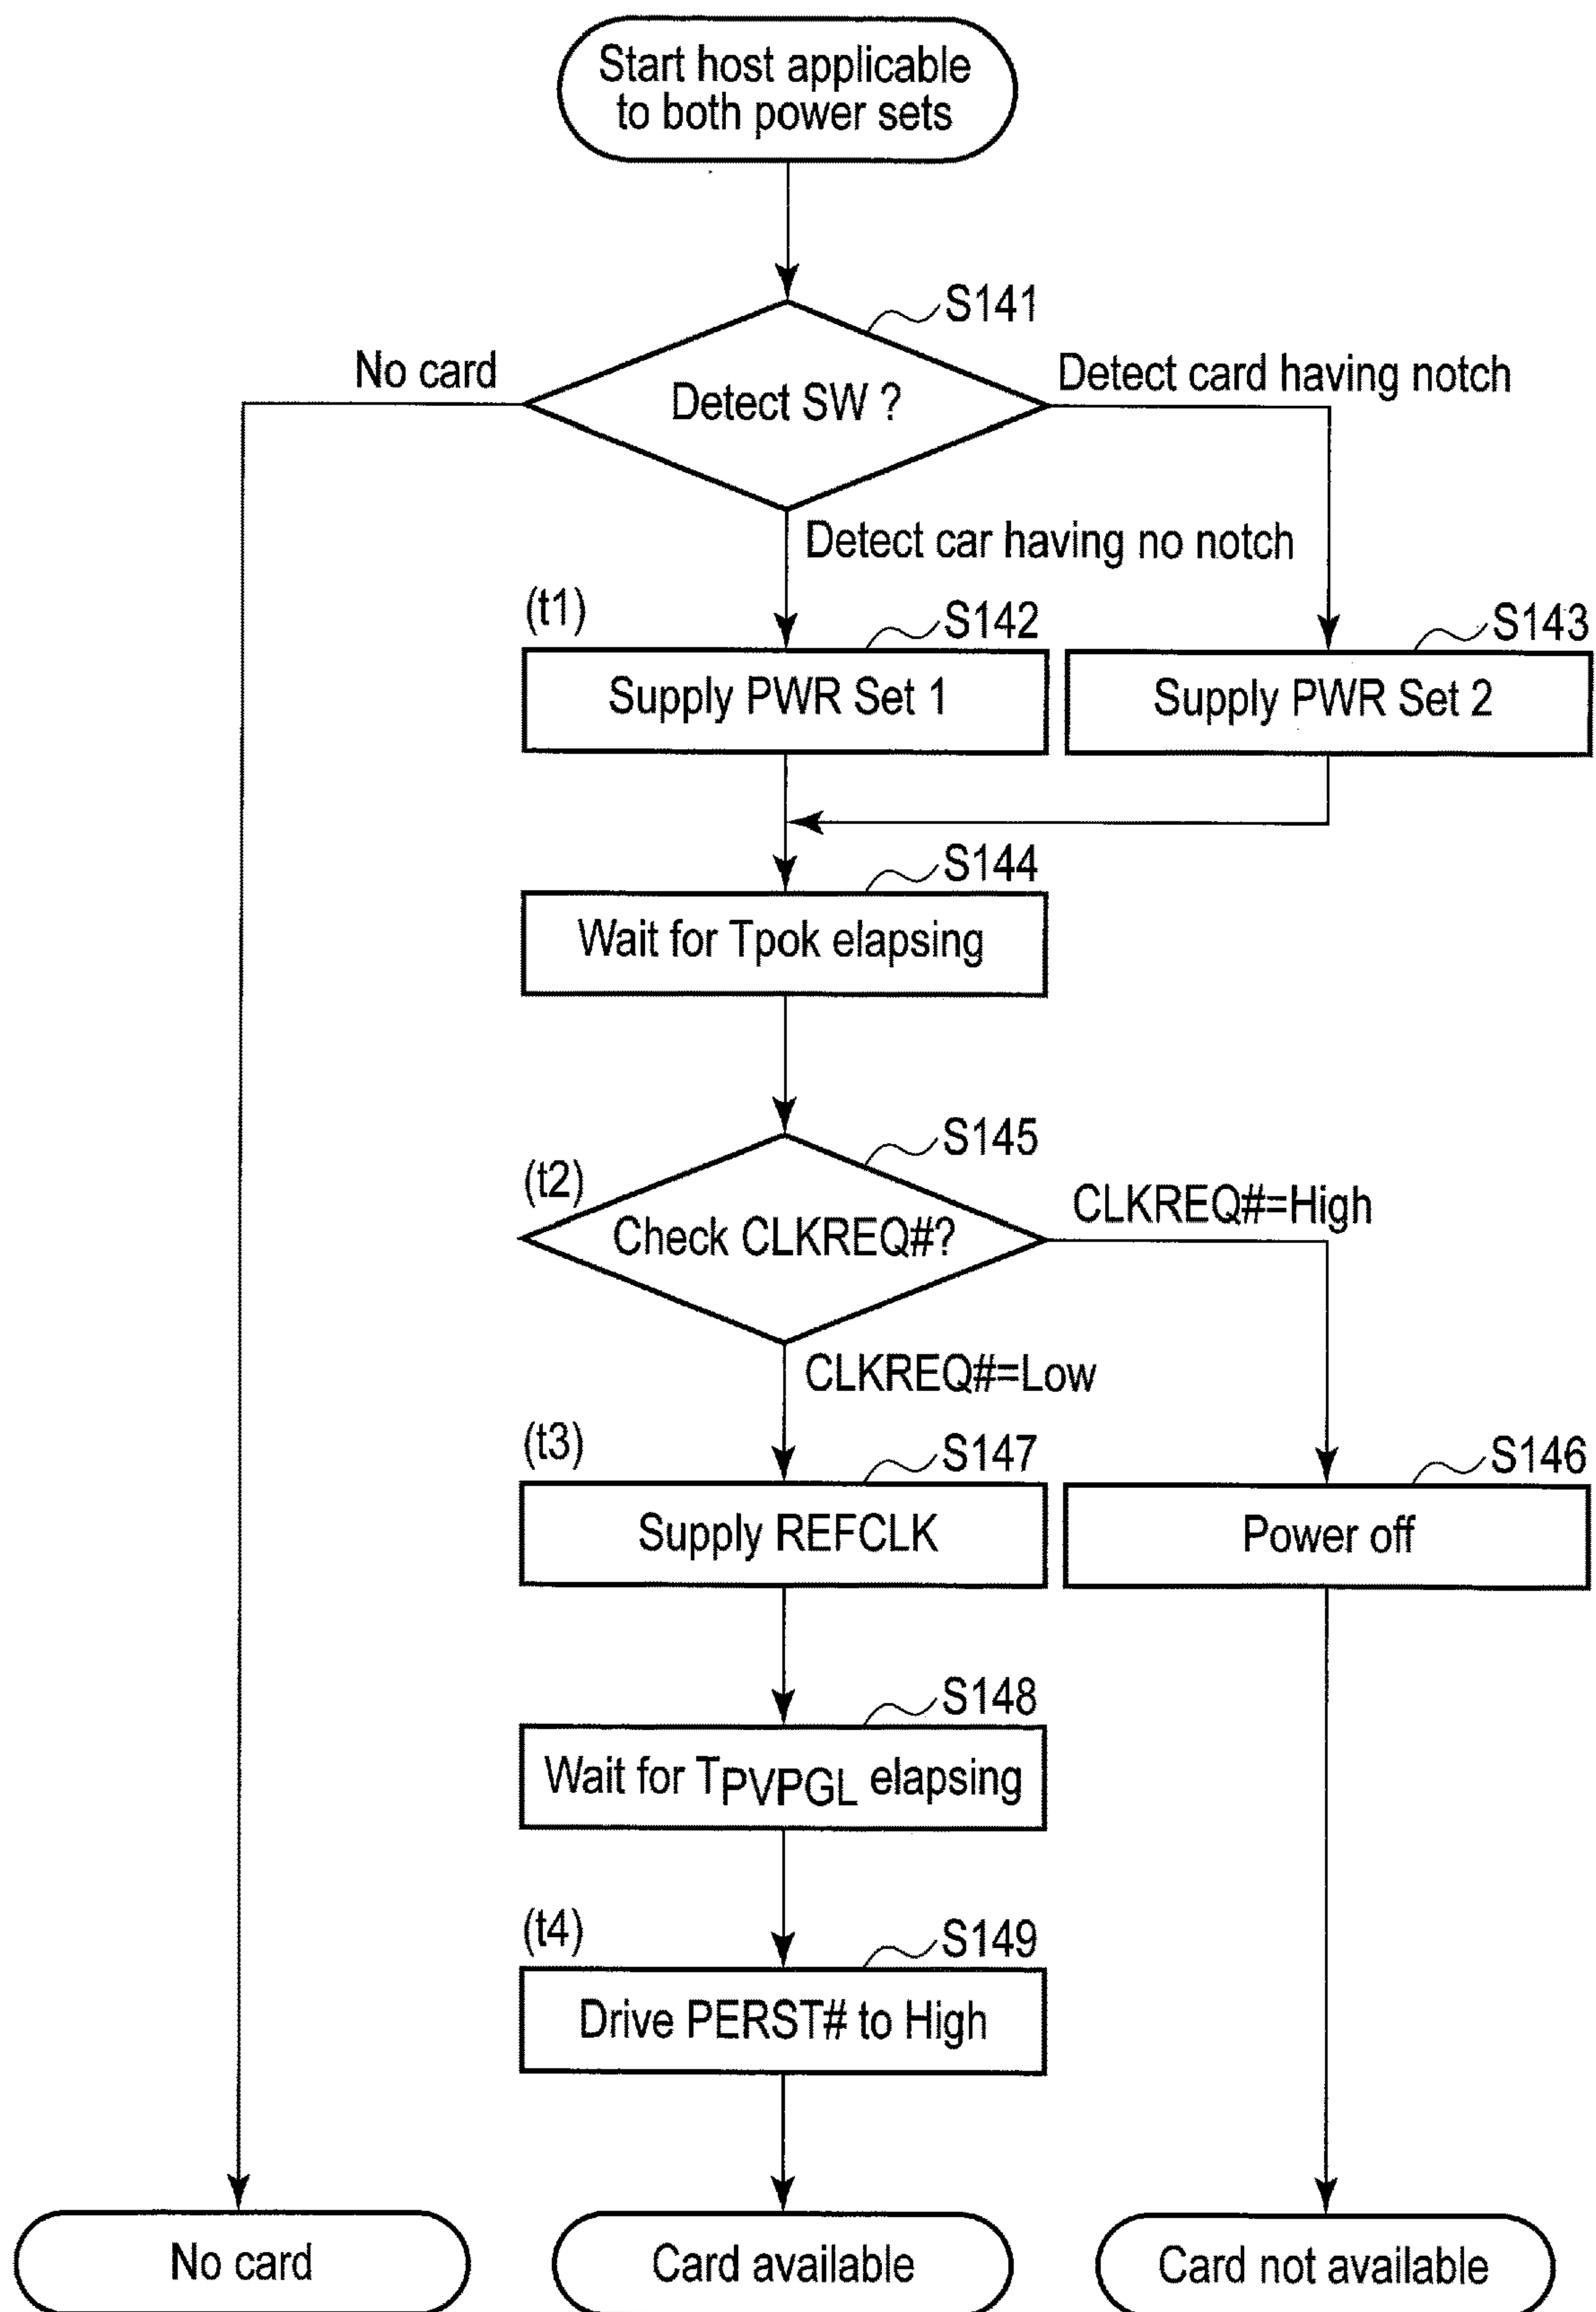 Start host applicable
to both power sets
S141
No card
Detect SW ?
Detect card having notch
Detect car having no notch
(t1)
S142
S143
Supply PWR Set 1
Supply PWR Set 2
S144
Wait for Tpok elapsing
S145
(t2)
Check CLKREQ#?
CLKREQ#=High
CLKREQ#=Low
(t3)
S147
S146
Supply REFCLK
Power off
S148
Wait for TPVPGL elapsing
(t4)
S149
Drive PERST# to High
No card
Card available
Card not available